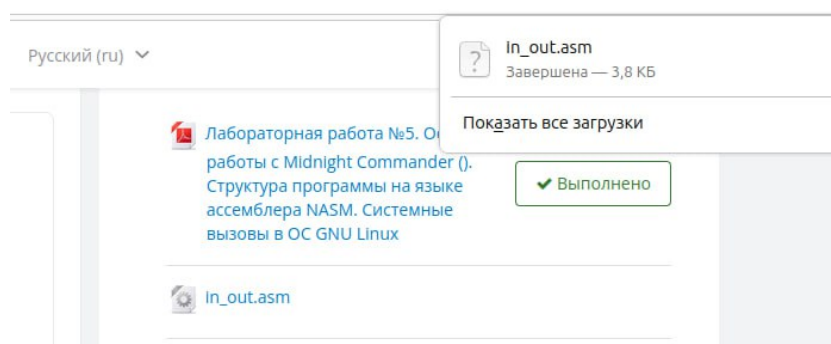 Русский (ru)
in_out.asm
Завершена — 3,8 КБ
Показать все загрузки
Лабораторная работа №5. Ос
работы с Midnight Commander ().
Структура программы на языке
ассемблера NASM. Системные
вызовы в ОС GNU Linux
Выполнено
in_out.asm